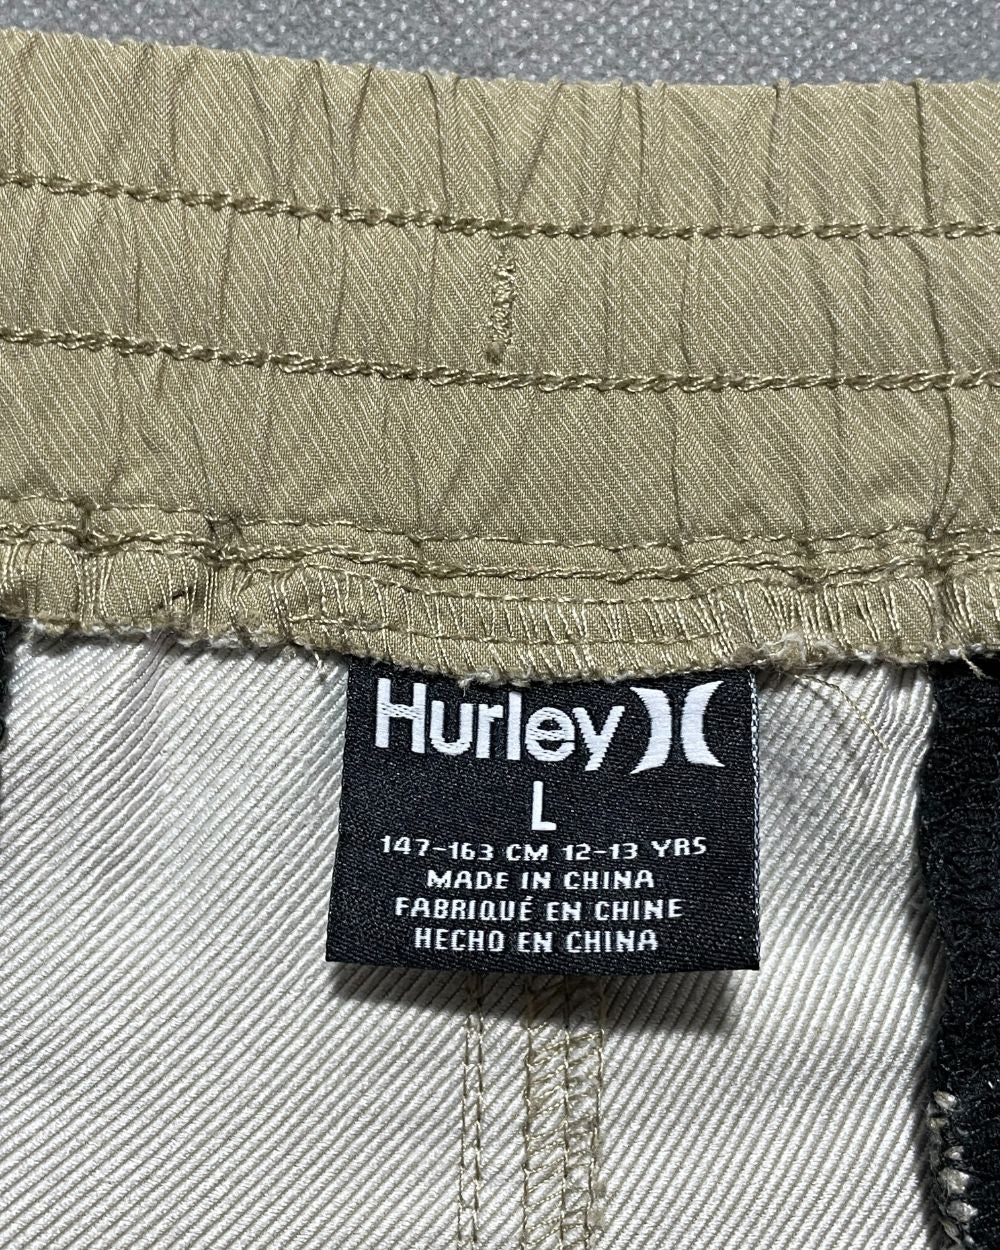 Hurley
L
147-163 CM 12-13 YRS
MADE IN CHINA
FABRIQUÉ EN CHINE
HECHO EN CHINA